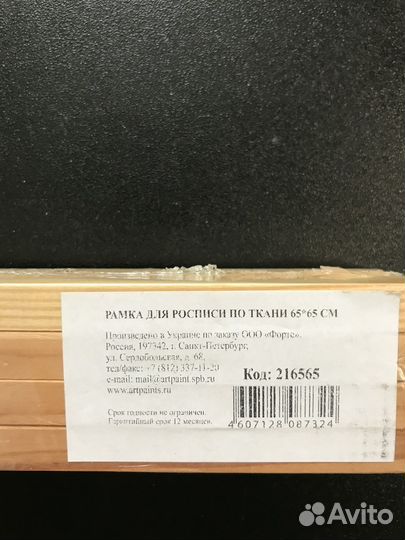 РАМКА ДЛЯ РОСПИСИ ПО ТКАНИ 65*65 СМ
Произведено в Украине по заказу ООО «Форте».
Россия, 197342, г. Санкт-Петербург,
ул. Сердобольская, д. 68,
тел/факс: +7 (812) 337-11-20
e-mail: mail@artpaint.spb.ru
www.artpaints.ru
Код: 216565
Срок годности не ограничен.
Гарантийный срок 12 месяцев.
4607128 087324
Avito